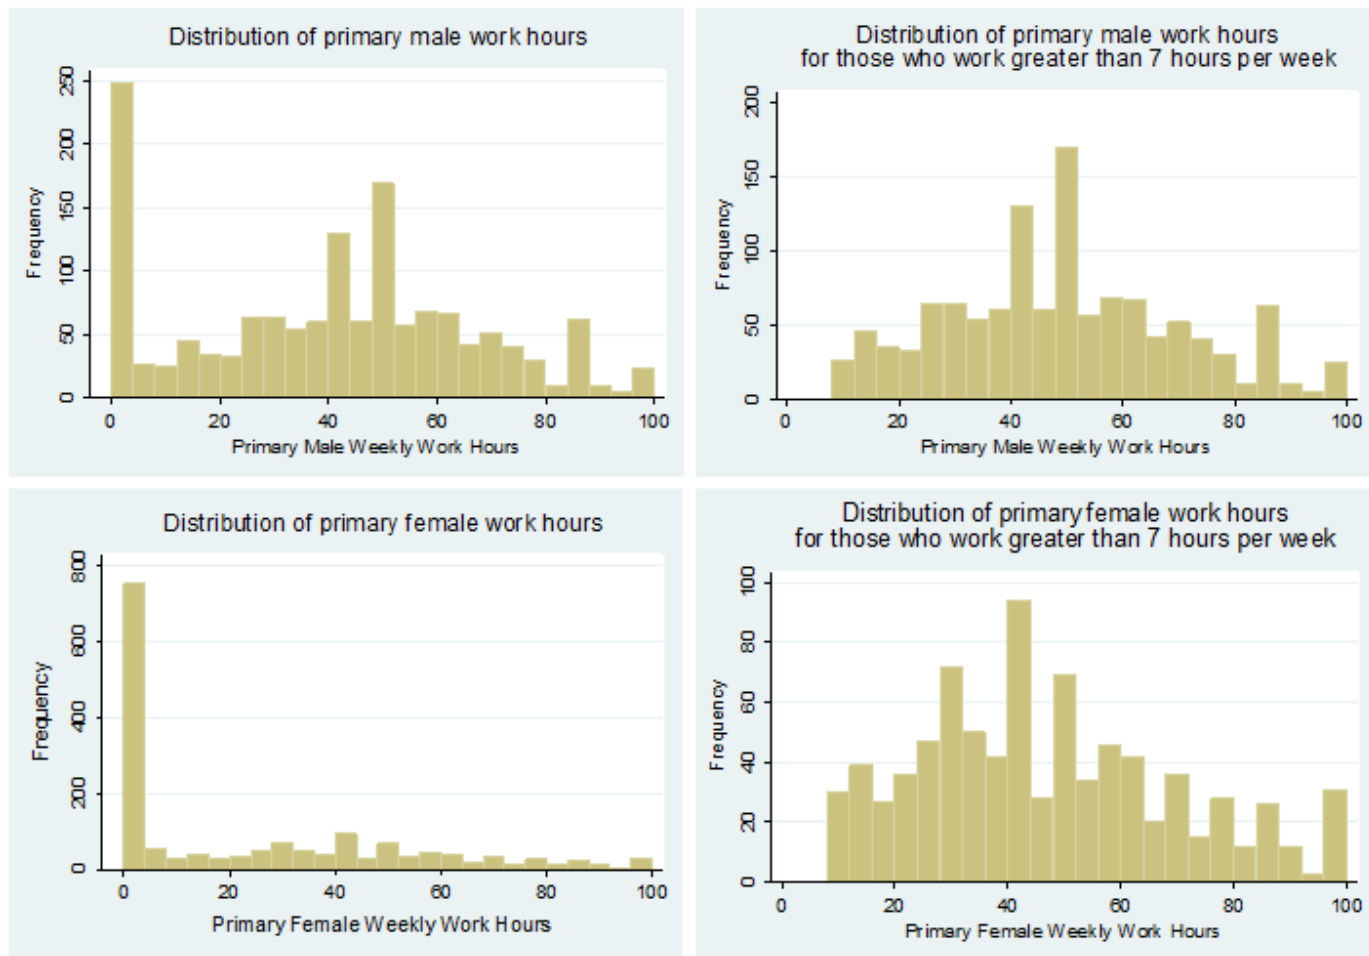 Distribution of primary male work hours
Frequency
250
200
150
100
50
0
0 20 40 60 80 100
Primary Male Weekly Work Hours
Distribution of primary male work hours
for those who work greater than 7 hours per week
Frequency
200
150
100
50
0
0 20 40 60 80 100
Primary Male Weekly Work Hours
Distribution of primary female work hours
Frequency
800
600
400
200
0
0 20 40 60 80 100
Primary Female Weekly Work Hours
Distribution of primary female work hours
for those who work greater than 7 hours per week
Frequency
100
80
60
40
20
0
0 20 40 60 80 100
Primary Female Weekly Work Hours